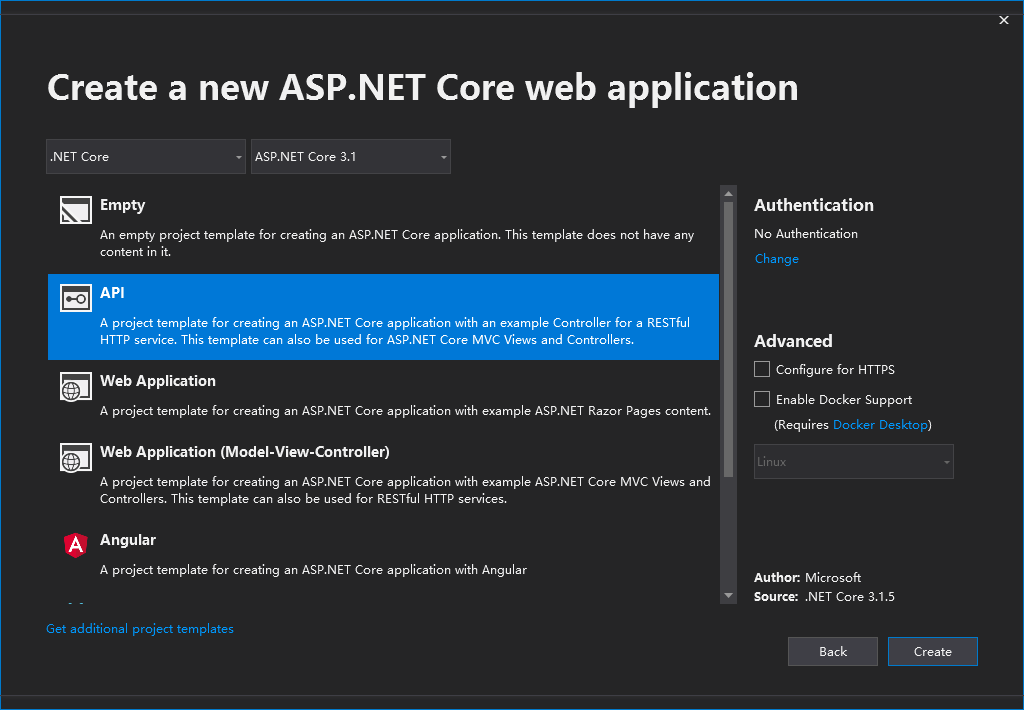 Create a new ASP.NET Core web application
.NET Core
ASP.NET Core 3.1
Empty
An empty project template for creating an ASP.NET Core application. This template does not have any
content in it.
API
A project template for creating an ASP.NET Core application with an example Controller for a RESTful
HTTP service. This template can also be used for ASP.NET Core MVC Views and Controllers.
Web Application
A project template for creating an ASP.NET Core application with example ASP.NET Razor Pages content.
Web Application (Model-View-Controller)
A project template for creating an ASP.NET Core application with example ASP.NET Core MVC Views and
Controllers. This template can also be used for RESTful HTTP services.
Angular
A project template for creating an ASP.NET Core application with Angular
Get additional project templates
Authentication
No Authentication
Change
Advanced
Configure for HTTPS
Enable Docker Support
(Requires Docker Desktop)
Linux
Author: Microsoft
Source: .NET Core 3.1.5
Back
Create